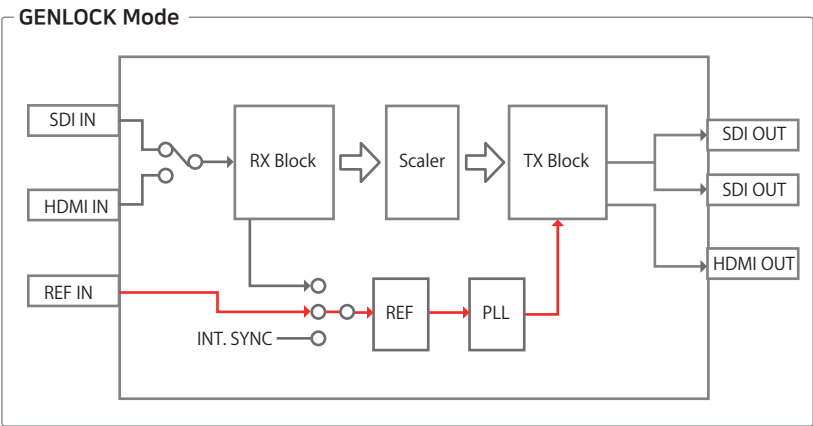 GENLOCK Mode
SDI IN
HDMI IN
REF IN
RX Block
Scaler
TX Block
SDI OUT
SDI OUT
HDMI OUT
REF
PLL
INT. SYNC